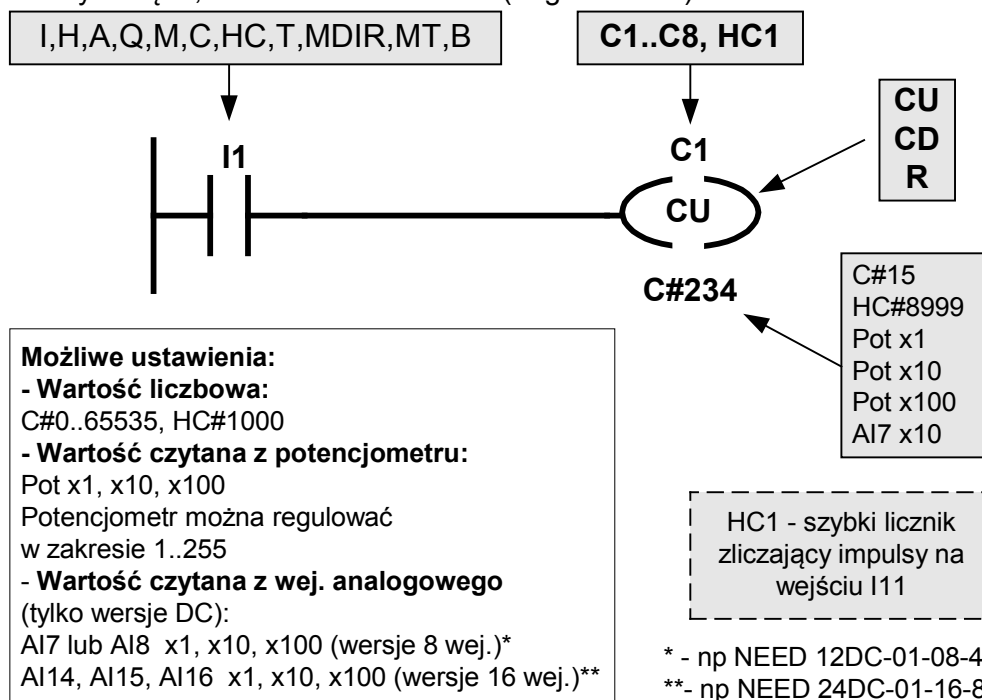 I,H,A,Q,M,C,HC,T,MDIR,MT,B
C1..C8, HC1
CU
CD
R
I1
C1
CU
C#234
C#15
HC#8999
Pot x1
Pot x10
Pot x100
AI7 x10
Możliwe ustawienia:
- Wartość liczbowa:
C#0..65535, HC#1000
- Wartość czytana z potencjometru:
Pot x1, x10, x100
Potencjometr można regulować
w zakresie 1..255
- Wartość czytana z wej. analogowego
(tylko wersje DC):
AI7 lub AI8 x1, x10, x100 (wersje 8 wej.)*
AI14, AI15, AI16 x1, x10, x100 (wersje 16 wej.)**
HC1 - szybki licznik
zliczający impulsy na
wejściu I11
* - np NEED 12DC-01-08-4
**- np NEED 24DC-01-16-8